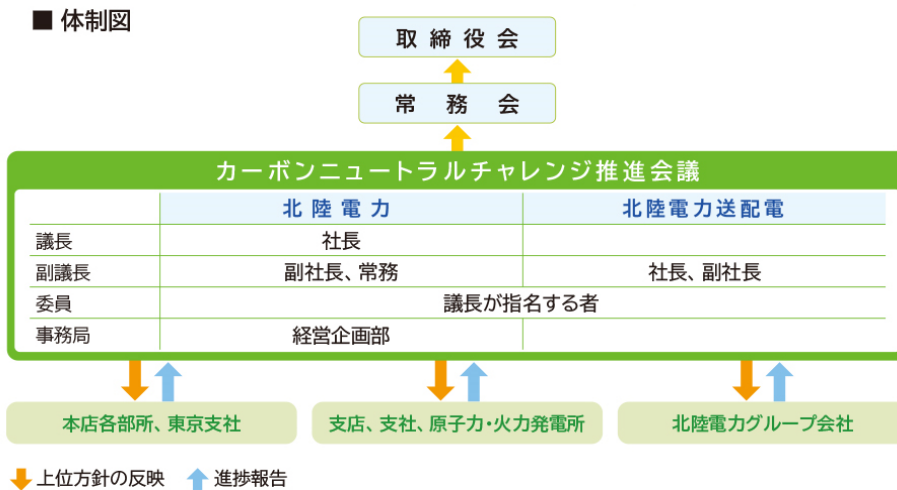 ■ 体制図
取締役会
常務会
カーボンニュートラルチャレンジ推進会議
北陸電力 北陸電力送配電
議長 社長
副議長 副社長、常務 社長、副社長
委員 議長が指名する者
事務局 経営企画部
本店各部所、東京支社 支店、支社、原子力・火力発電所 北陸電力グループ会社
上位方針の反映 進捗報告